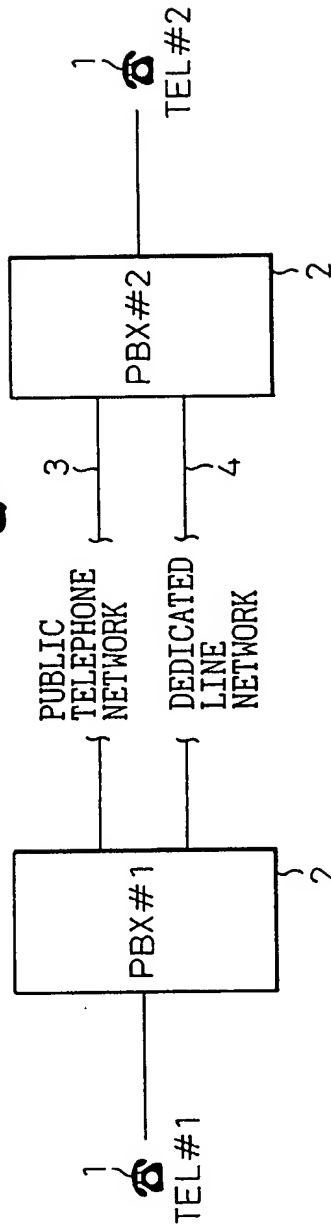 1
TEL#1
PBX#1
2
PUBLIC
TELEPHONE
NETWORK
3
DEDICATED
LINE
NETWORK
4
PBX#2
2
1
TEL#2